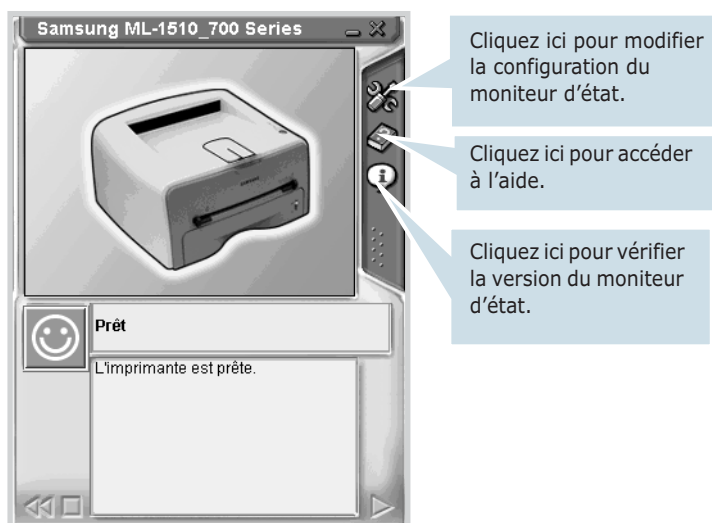 Samsung ML-1510_700 Series
Cliquez ici pour modifier
la configuration du
moniteur d’état.
Cliquez ici pour accéder
à l’aide.
Cliquez ici pour vérifier
la version du moniteur
d’état.
Prêt
L'imprimante est prête.